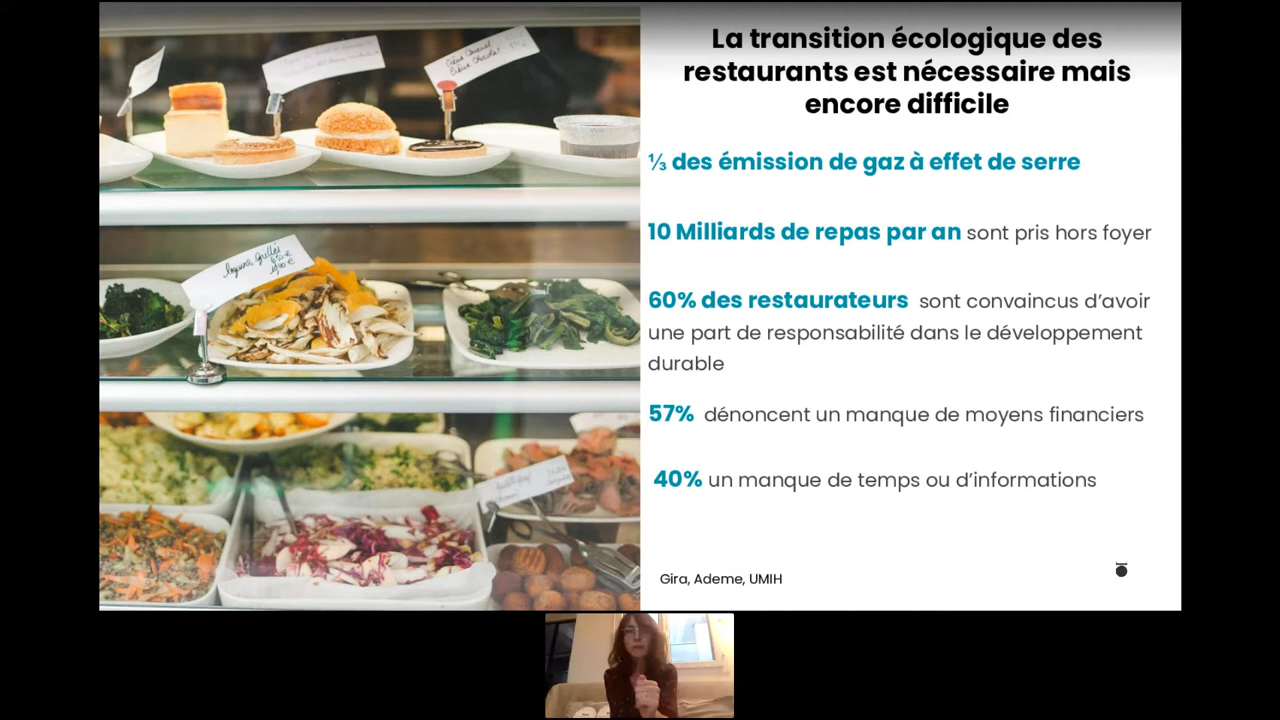 La transition écologique des
restaurants est nécessaire mais
encore difficile
⅓ des émission de gaz à effet de serre
10 Milliards de repas par an sont pris hors foyer
60% des restaurateurs sont convaincus d’avoir
une part de responsabilité dans le développement
durable
57% dénoncent un manque de moyens financiers
40% un manque de temps ou d’informations
Gira, Ademe, UMIH